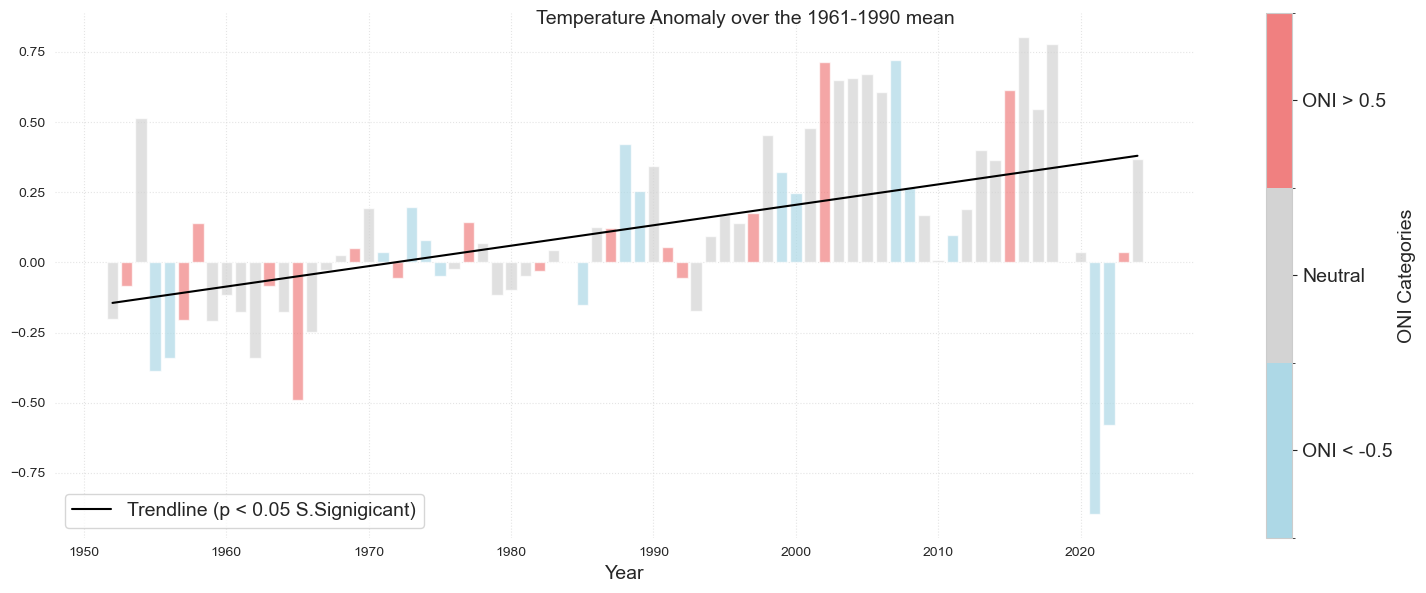 Temperature Anomaly over the 1961-1990 mean
0.75
0.50
0.25
0.00
−0.25
−0.50
−0.75
Trendline (p < 0.05 S.Signigicant)
1950 1960 1970 1980 1990 2000 2010 2020
Year
ONI > 0.5
Neutral
ONI < -0.5
ONI Categories